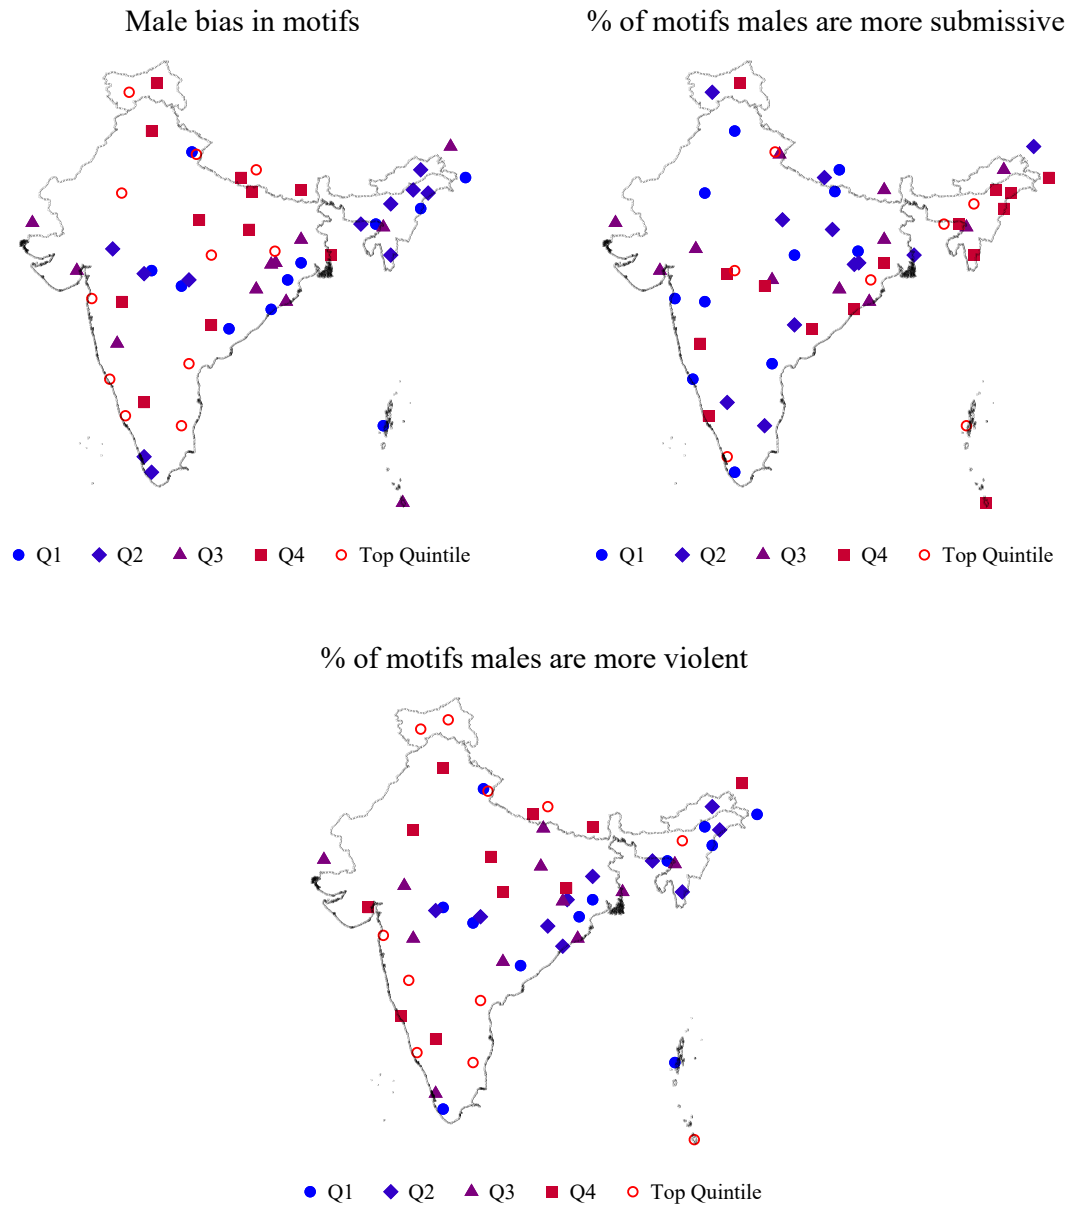 Male bias in motifs
% of motifs males are more submissive
Q1 Q2 Q3 Q4 Top Quintile
Q1 Q2 Q3 Q4 Top Quintile
% of motifs males are more violent
Q1 Q2 Q3 Q4 Top Quintile